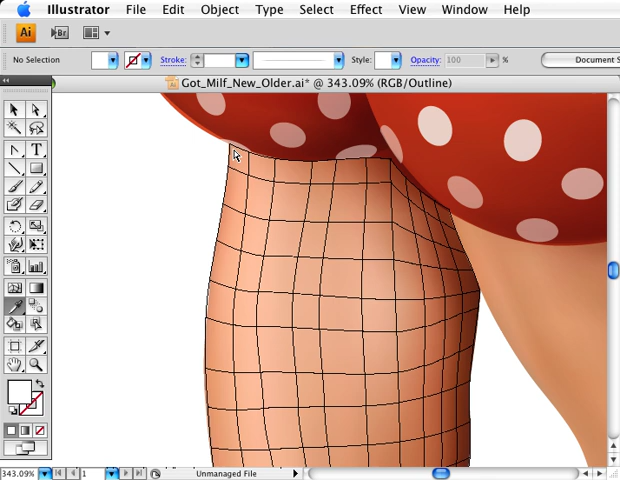 Illustrator File Edit Object Type Select Effect View Window Help
Ai Br
No Selection Stroke: Style: Opacity: 100 % Document S
Got_Milf_New_Older.ai* @ 343.09% (RGB/Outline)
T
343.09% 1 Unmanaged File